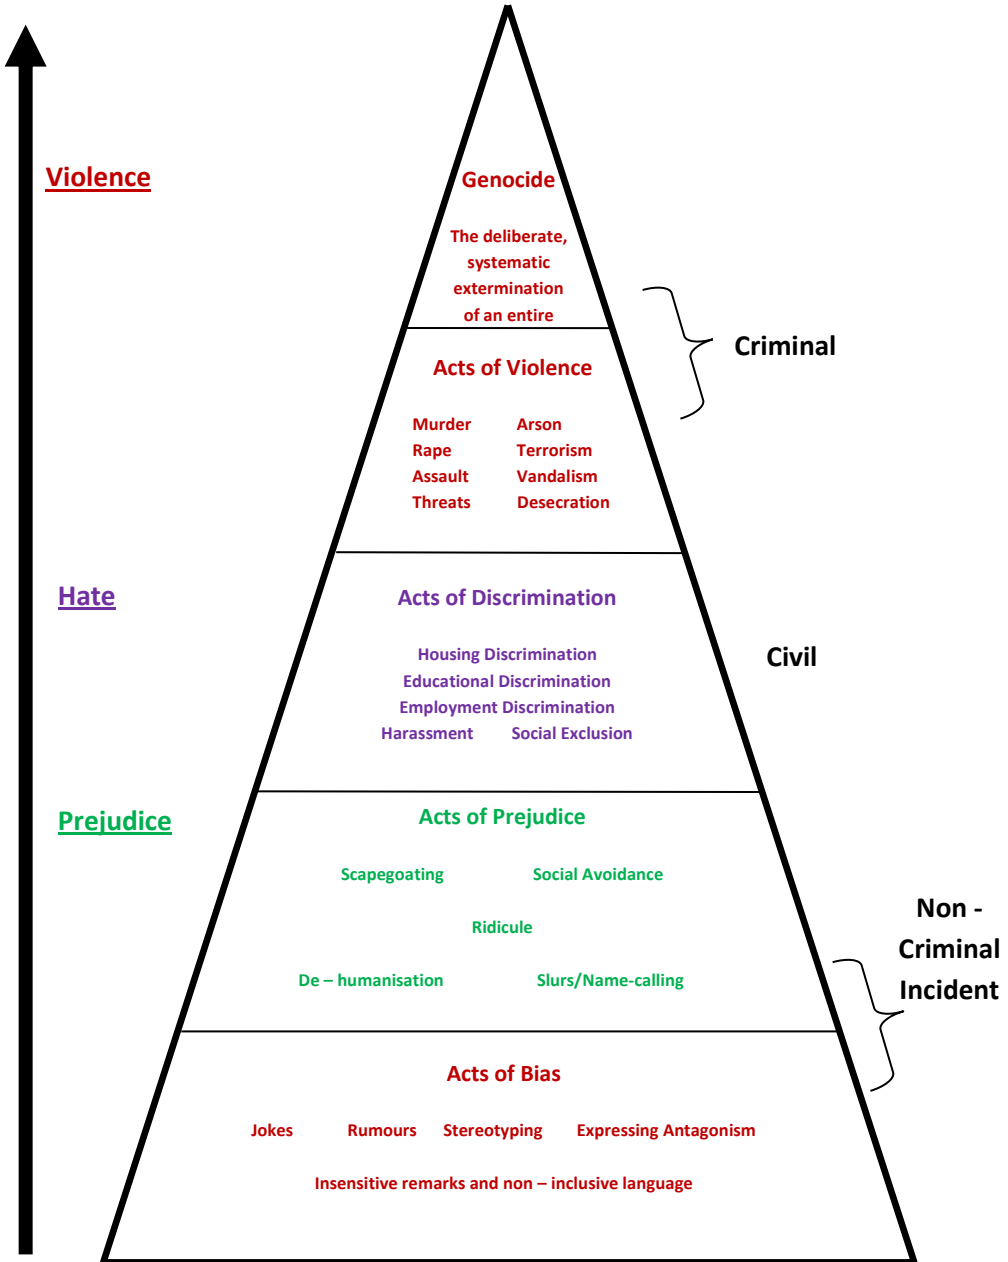 Violence
Genocide
The deliberate,
systematic
extermination
of an entire
Criminal
Acts of Violence
Murder Arson
Rape Terrorism
Assault Vandalism
Threats Desecration
Hate
Acts of Discrimination
Housing Discrimination
Educational Discrimination
Employment Discrimination
Harassment Social Exclusion
Civil
Prejudice
Acts of Prejudice
Scapegoating Social Avoidance
Ridicule
De – humanisation Slurs/Name-calling
Non -
Criminal
Incident
Acts of Bias
Jokes Rumours Stereotyping Expressing Antagonism
Insensitive remarks and non – inclusive language